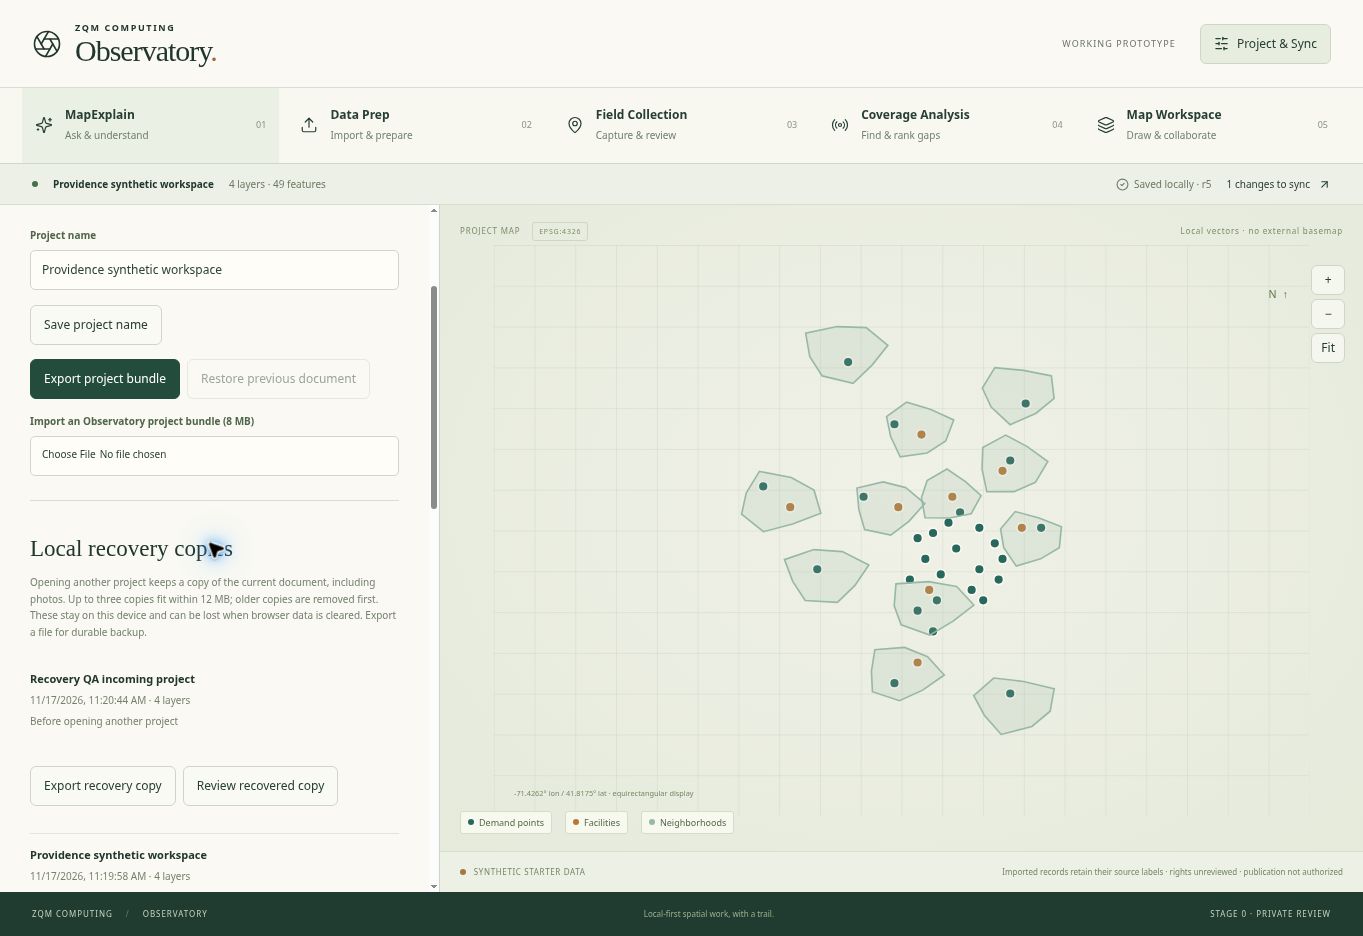 ZQM COMPUTING
Observatory.
WORKING PROTOTYPE
Project & Sync
MapExplain
Ask & understand
01
Data Prep
Import & prepare
02
Field Collection
Capture & review
03
Coverage Analysis
Find & rank gaps
04
Map Workspace
Draw & collaborate
05
Providence synthetic workspace
4 layers · 49 features
Saved locally · r5
1 changes to sync
Project name
Providence synthetic workspace
Save project name
Export project bundle
Restore previous document
Import an Observatory project bundle (8 MB)
Choose File No file chosen
Local recovery copies
Opening another project keeps a copy of the current document, including
photos. Up to three copies fit within 12 MB; older copies are removed first.
These stay on this device and can be lost when browser data is cleared. Export
a file for durable backup.
Recovery QA incoming project
11/17/2026, 11:20:44 AM · 4 layers
Before opening another project
Export recovery copy
Review recovered copy
Providence synthetic workspace
11/17/2026, 11:19:58 AM · 4 layers
PROJECT MAP
EPSG:4326
Local vectors · no external basemap
+
N ↑
−
Fit
-71.4262° lon / 41.8175° lat · equirectangular display
Demand points
Facilities
Neighborhoods
SYNTHETIC STARTER DATA
Imported records retain their source labels · rights unreviewed · publication not authorized
ZQM COMPUTING / OBSERVATORY
Local-first spatial work, with a trail.
STAGE 0 · PRIVATE REVIEW